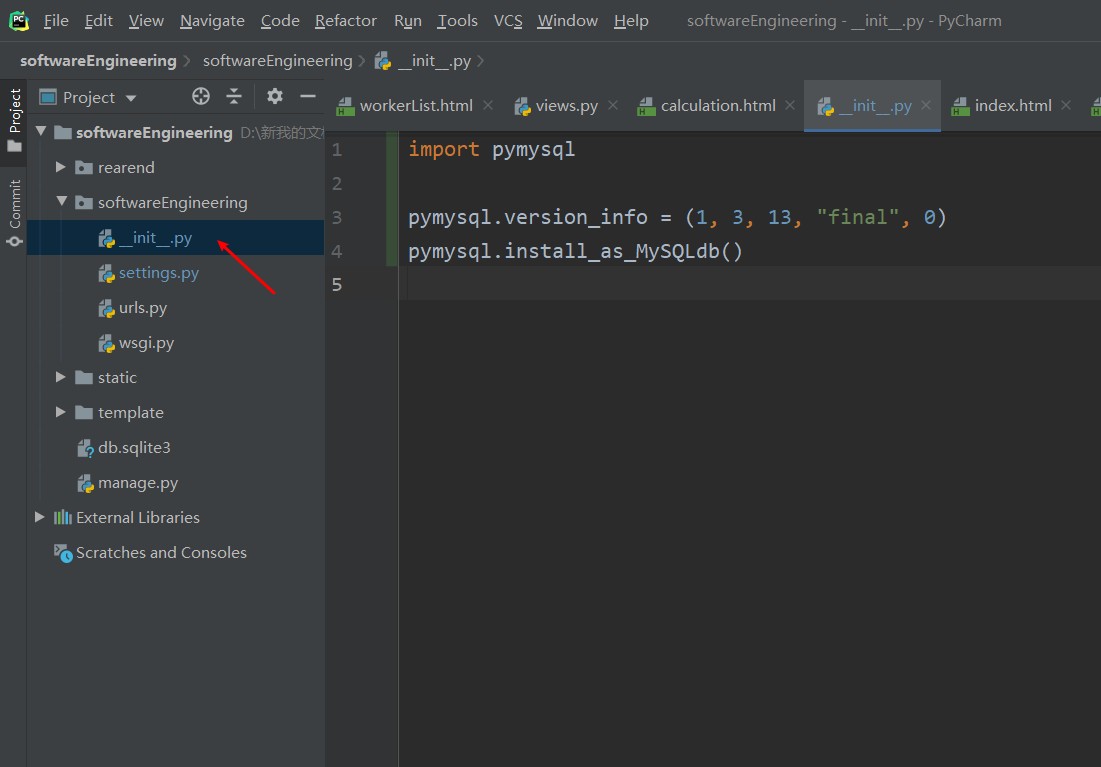 File Edit View Navigate Code Refactor Run Tools VCS Window Help softwareEngineering - __init__.py - PyCharm
softwareEngineering softwareEngineering __init__.py
Project
Commit
Project
softwareEngineering D:\新我的文
rearend
softwareEngineering
__init__.py
settings.py
urls.py
wsgi.py
static
template
db.sqlite3
manage.py
External Libraries
Scratches and Consoles
workerList.html views.py calculation.html __init__.py index.html
1 import pymysql
2
3 pymysql.version_info = (1, 3, 13, "final", 0)
4 pymysql.install_as_MySQLdb()
5